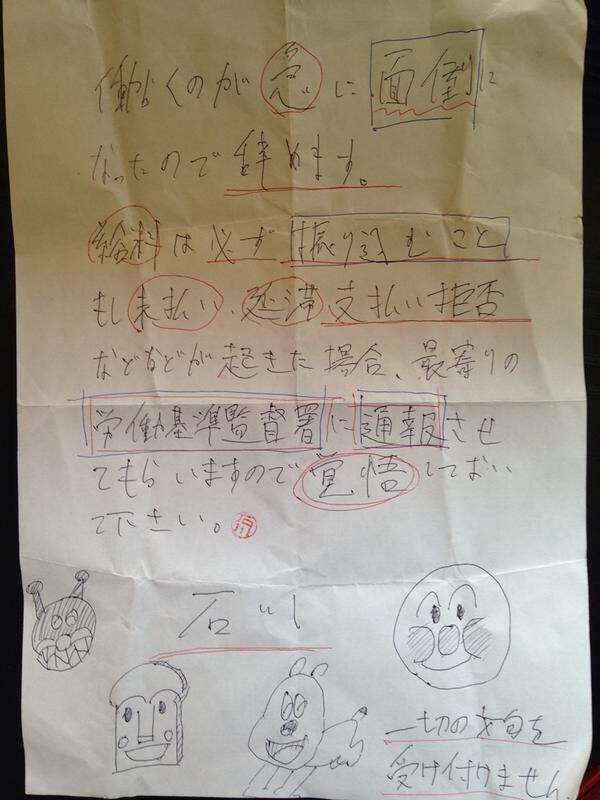 働くのが急に面倒に
なったので辞めます。
給料は必ず振り込むこと
もし未払い、延滞、支払い拒否
などなどが起きた場合、最寄りの
労働基準監督署に通報させ
てもらいますので覚悟しておい
て下さい。
一切の文句を
受け付けません。